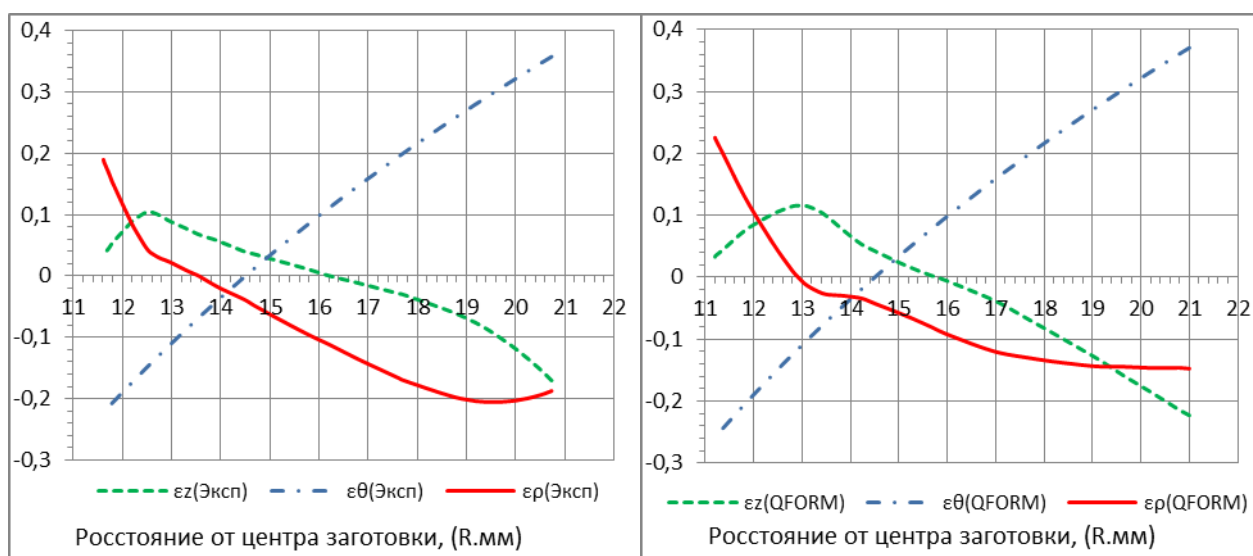 0,4
0,3
0,2
0,1
0
-0,1
-0,2
-0,3
11 12 13 14 15 16 17 18 19 20 21 22
εz(Эксп) εθ(Эксп) ερ(Эксп)
Росстояние от центра заготовки, (R.мм)
0,4
0,3
0,2
0,1
0
-0,1
-0,2
-0,3
11 12 13 14 15 16 17 18 19 20 21 22
εz(QFORM) εθ(QFORM) ερ(QFORM)
Росстояние от центра заготовки, (R.мм)